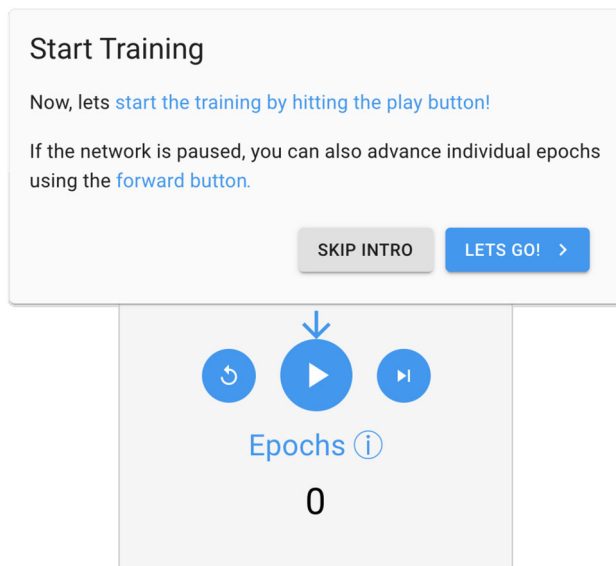 Start Training
Now, lets start the training by hitting the play button!
If the network is paused, you can also advance individual epochs
using the forward button.
SKIP INTRO
LETS GO!
Epochs ⓘ
0